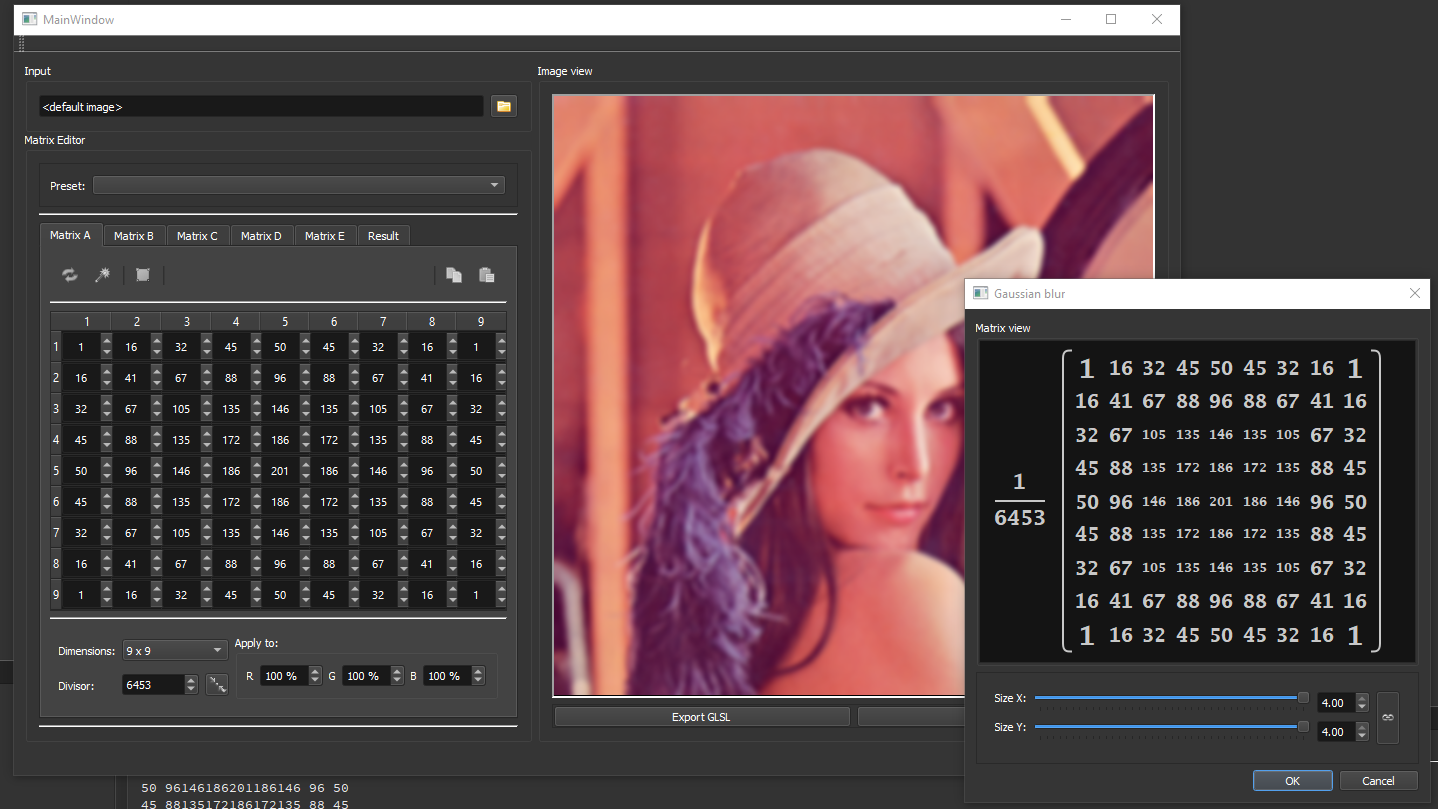 MainWindow
Input
<default image>
Matrix Editor
Preset:
Matrix A Matrix B Matrix C Matrix D Matrix E Result
1 2 3 4 5 6 7 8 9
1 1 16 32 45 50 45 32 16 1
2 16 41 67 88 96 88 67 41 16
3 32 67 105 135 146 135 105 67 32
4 45 88 135 172 186 172 135 88 45
5 50 96 146 186 201 186 146 96 50
6 45 88 135 172 186 172 135 88 45
7 32 67 105 135 146 135 105 67 32
8 16 41 67 88 96 88 67 41 16
9 1 16 32 45 50 45 32 16 1
Dimensions: 9 x 9
Divisor: 6453
Apply to:
R 100 % G 100 % B 100 %
Image view
Export GLSL
Gaussian blur
Matrix view
1
6453
1 16 32 45 50 45 32 16 1
16 41 67 88 96 88 67 41 16
32 67 105 135 146 135 105 67 32
45 88 135 172 186 172 135 88 45
50 96 146 186 201 186 146 96 50
45 88 135 172 186 172 135 88 45
32 67 105 135 146 135 105 67 32
16 41 67 88 96 88 67 41 16
1 16 32 45 50 45 32 16 1
Size X: 4.00
Size Y: 4.00
OK Cancel
50 96146186201186146 96 50
45 88135172186172135 88 45